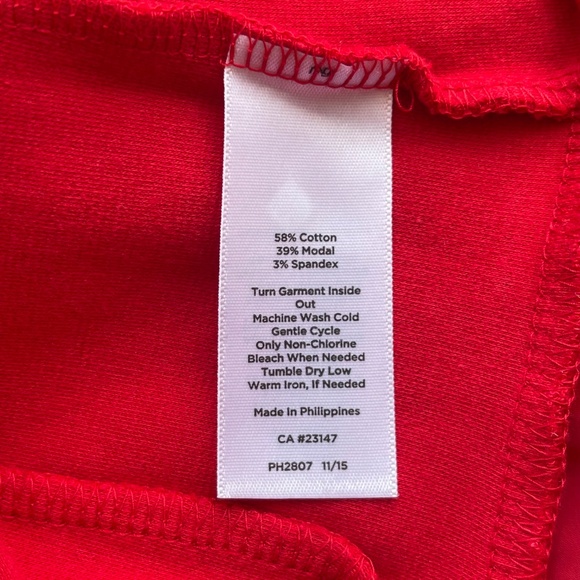 58% Cotton
39% Modal
3% Spandex
Turn Garment Inside
Out
Machine Wash Cold
Gentle Cycle
Only Non-Chlorine
Bleach When Needed
Tumble Dry Low
Warm Iron, If Needed
Made In Philippines
CA #23147
PH2807 11/15